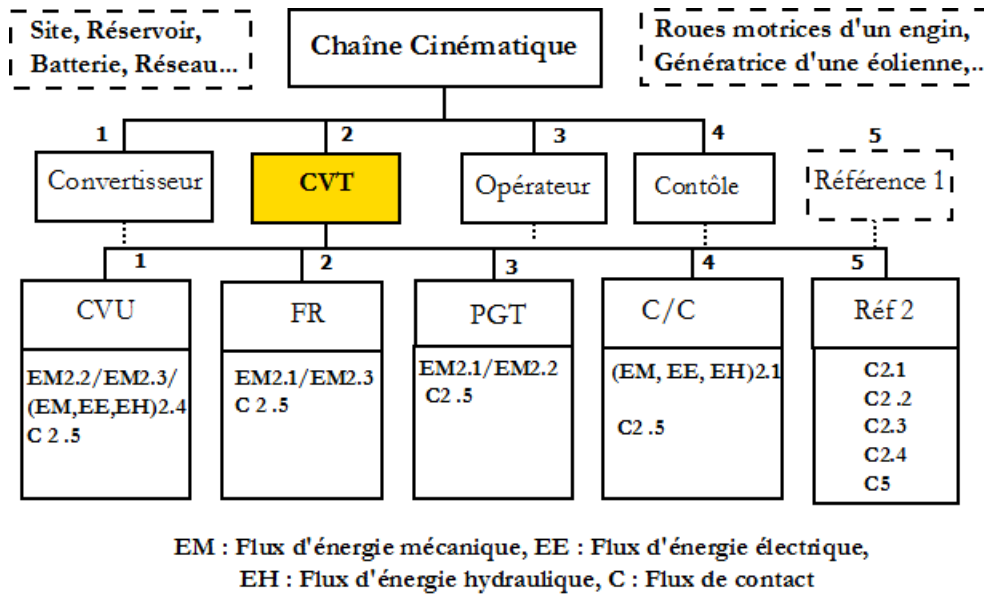 Site, Réservoir,
Batterie, Réseau...
Chaîne Cinématique
Roues motrices d'un engin,
Génératrice d'une éolienne,..
1
2
3
4
5
Convertisseur
CVT
Opérateur
Contôle
Référence 1
1
2
3
4
5
CVU
FR
PGT
C/C
Réf 2
EM2.2/EM2.3/
(EM,EE,EH)2.4
C 2 .5
EM2.1/EM2.3
C 2 .5
EM2.1/EM2.2
C2 .5
(EM, EE, EH)2.1
C2 .5
C2.1
C2 .2
C2.3
C2.4
C5
EM : Flux d'énergie mécanique, EE : Flux d'énergie électrique,
EH : Flux d'énergie hydraulique, C : Flux de contact